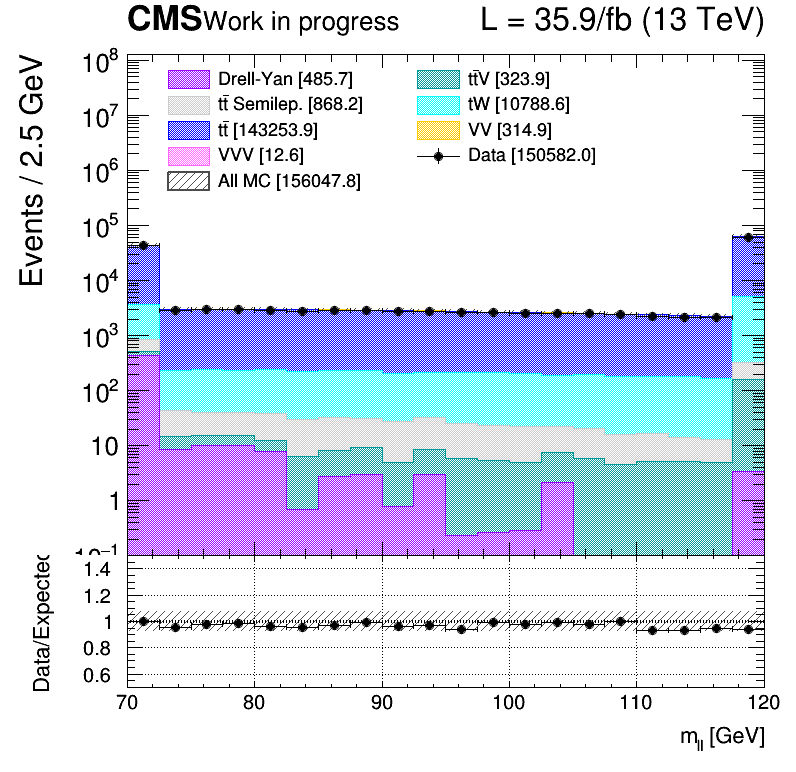 CMS Work in progress L = 35.9/fb (13 TeV)
Events / 2.5 GeV
10⁸
10⁷
10⁶
10⁵
10⁴
10³
10²
10
1
10⁻¹
Drell-Yan [485.7]
tt̄ Semilep. [868.2]
tt̄ [143253.9]
VVV [12.6]
All MC [156047.8]
tt̄V [323.9]
tW [10788.6]
VV [314.9]
Data [150582.0]
Data/Expected
1.4
1.2
1
0.8
0.6
70 80 90 100 110 120
m_ll [GeV]